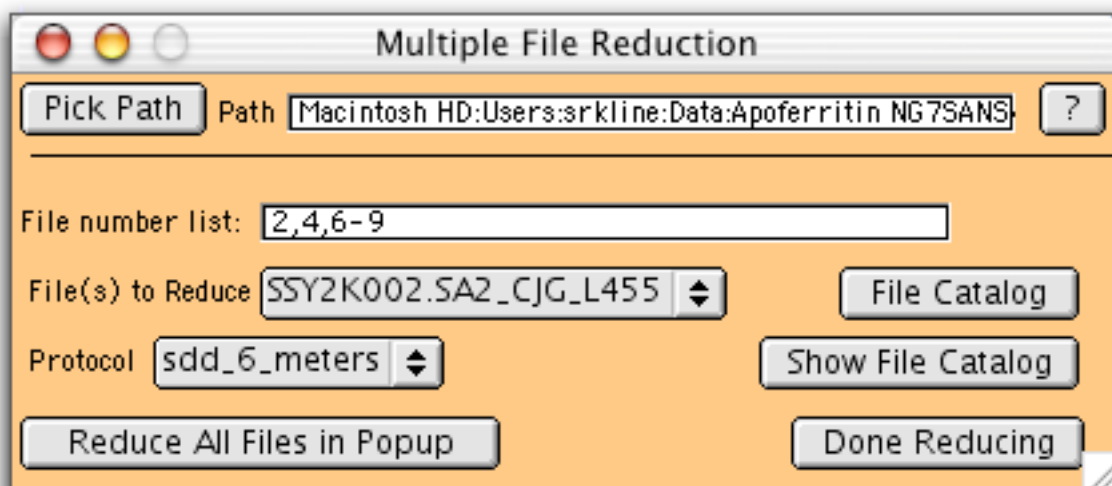 Multiple File Reduction
Pick Path Path Macintosh HD:Users:srkline:Data:Apoferritin NG7SANS ?
File number list: 2,4,6-9
File(s) to Reduce SSY2K002.SA2_CJG_L455 File Catalog
Protocol sdd_6_meters Show File Catalog
Reduce All Files in Popup Done Reducing